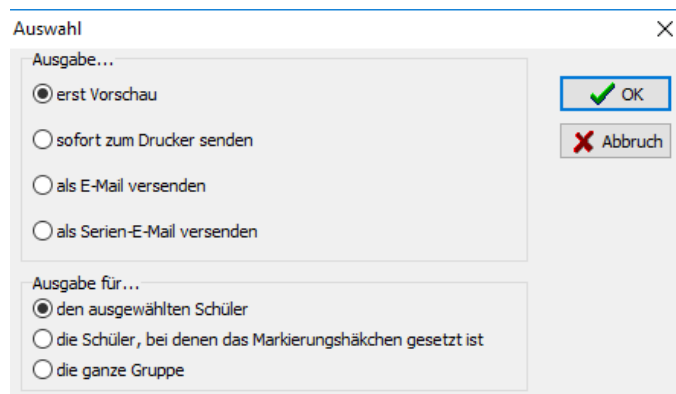 Auswahl
Ausgabe...
erst Vorschau
sofort zum Drucker senden
als E-Mail versenden
als Serien-E-Mail versenden
OK
Abbruch
Ausgabe für...
den ausgewählten Schüler
die Schüler, bei denen das Markierungshäkchen gesetzt ist
die ganze Gruppe